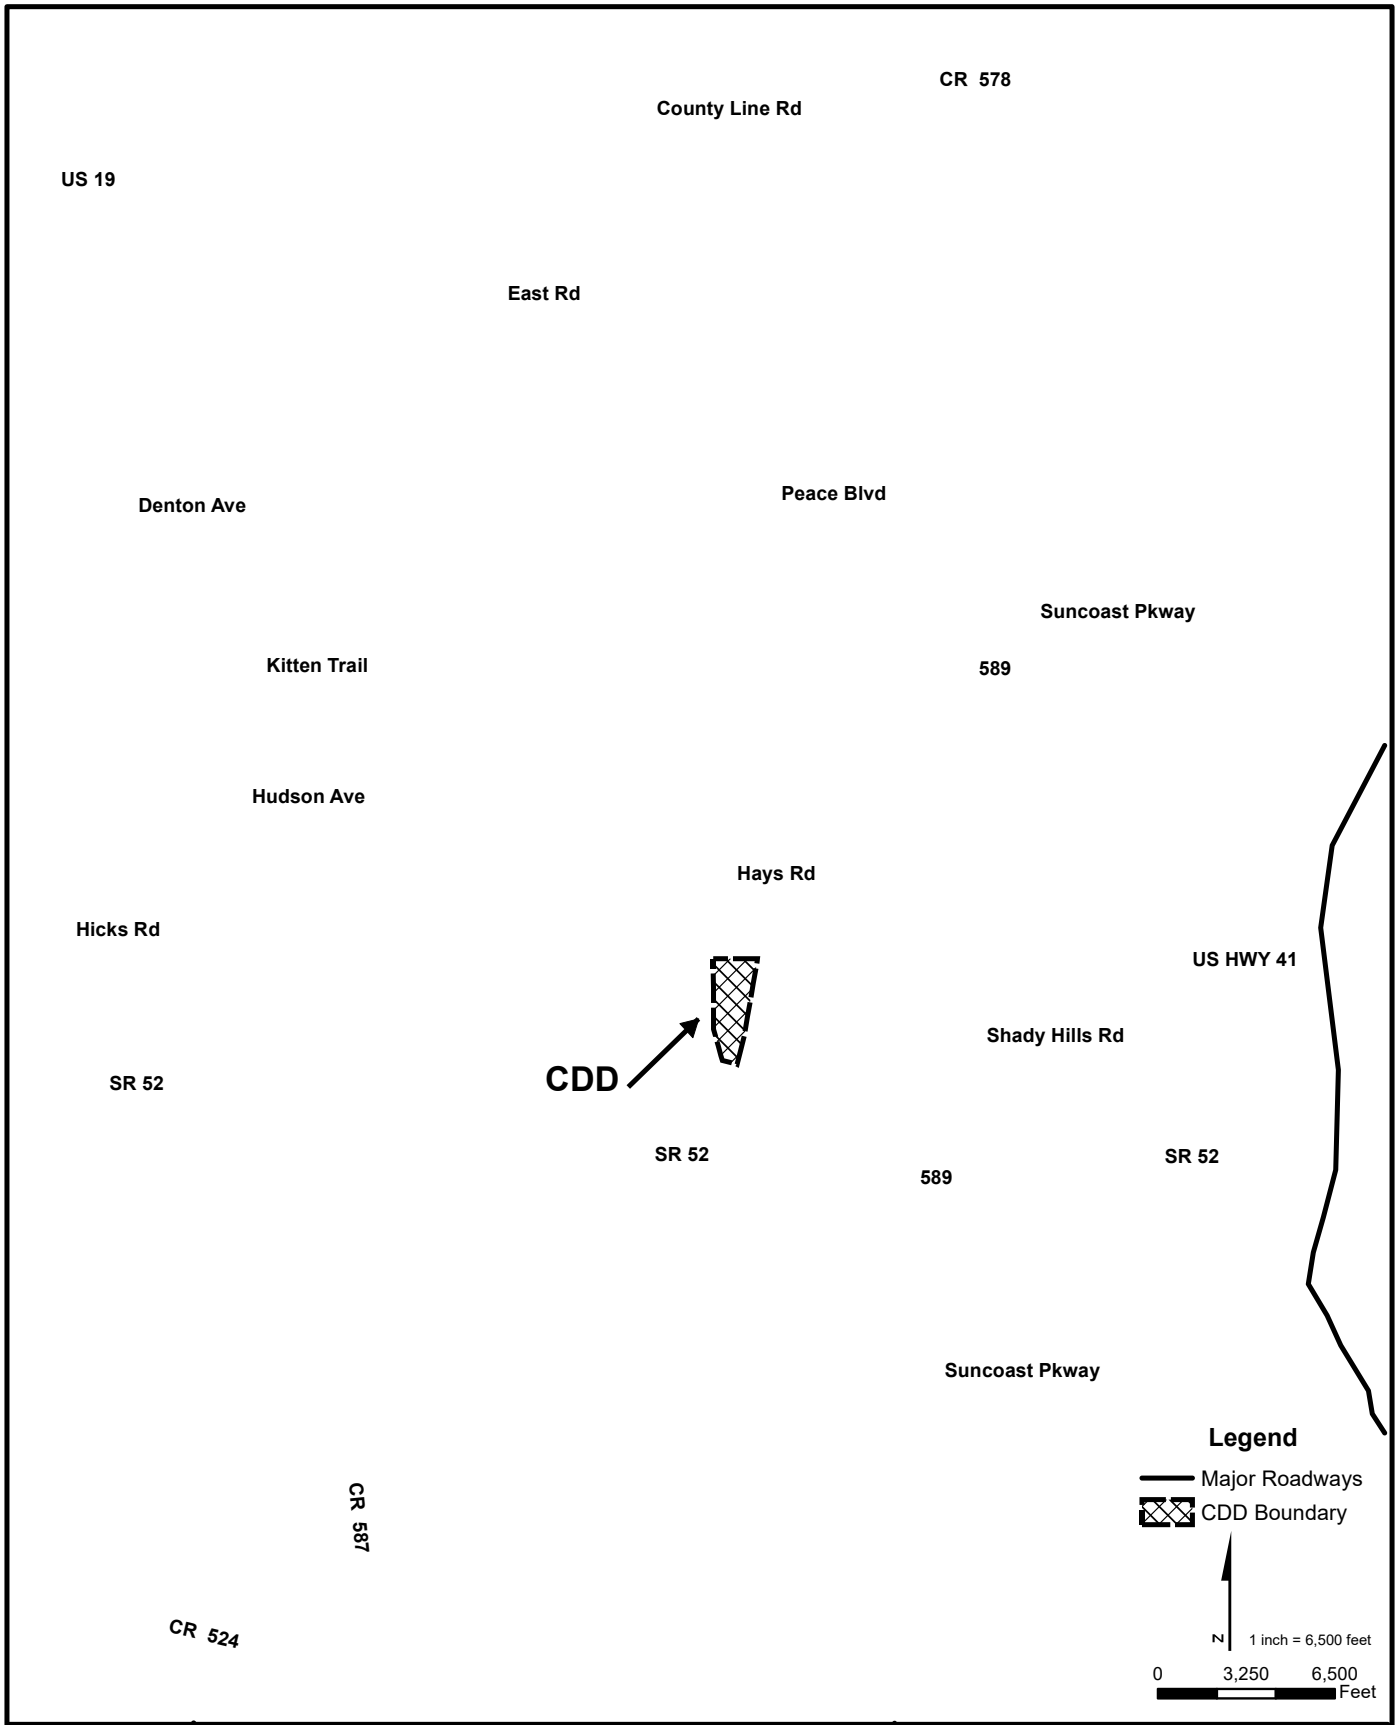 CR 578
County Line Rd
US 19
East Rd
Peace Blvd
Denton Ave
Suncoast Pkway
Kitten Trail
589
Hudson Ave
Hays Rd
Hicks Rd
US HWY 41
Shady Hills Rd
CDD
SR 52
SR 52
SR 52
589
Suncoast Pkway
Legend
Major Roadways
CDD Boundary
CR 587
CR 524
N
1 inch = 6,500 feet
0 3,250 6,500
Feet